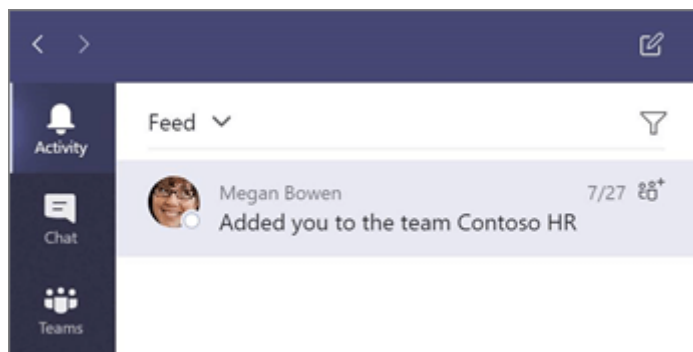 Activity
Chat
Teams
Feed
Megan Bowen 7/27
Added you to the team Contoso HR